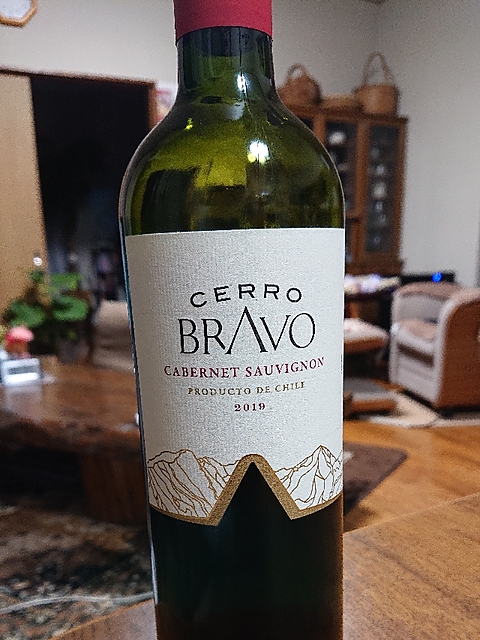 CERRO
BRAVO
CABERNET SAUVIGNON
PRODUCTO DE CHILE
2019